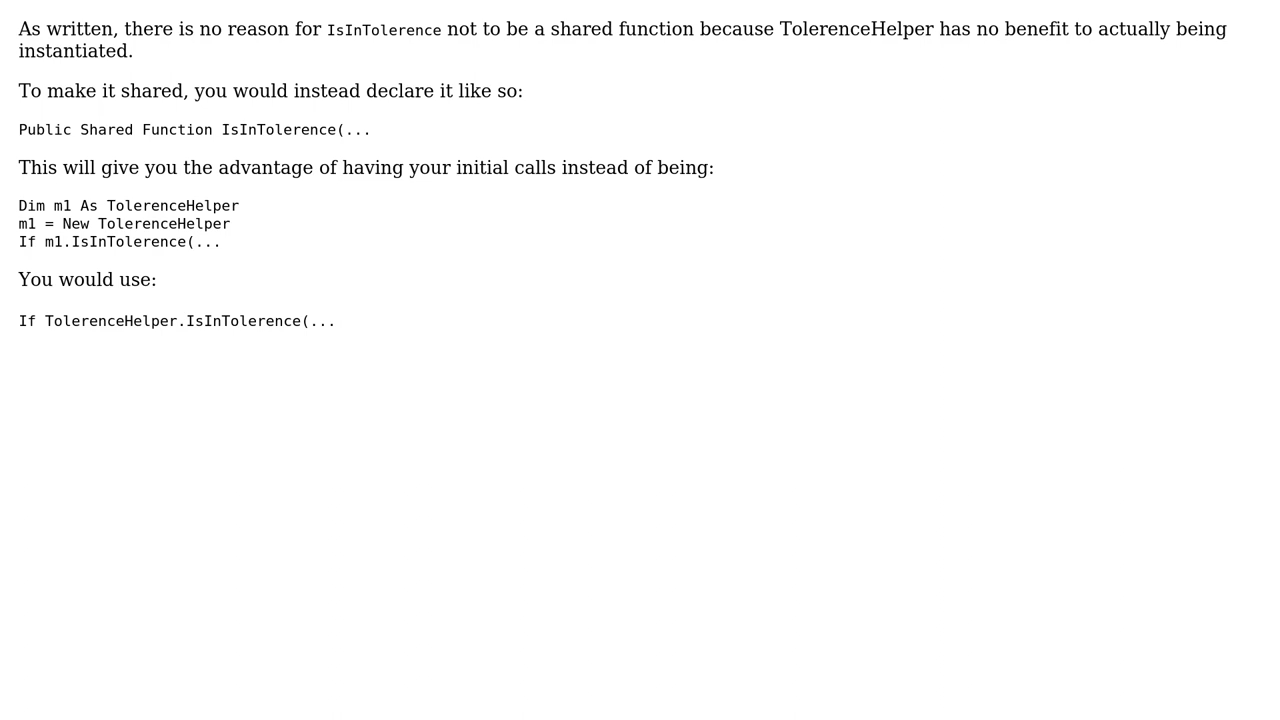 As written, there is no reason for IsInTolerence not to be a shared function because TolerenceHelper has no benefit to actually being
instantiated.
To make it shared, you would instead declare it like so:
Public Shared Function IsInTolerence(...
This will give you the advantage of having your initial calls instead of being:
Dim m1 As TolerenceHelper
m1 = New TolerenceHelper
If m1.IsInTolerence(...
You would use:
If TolerenceHelper.IsInTolerence(...